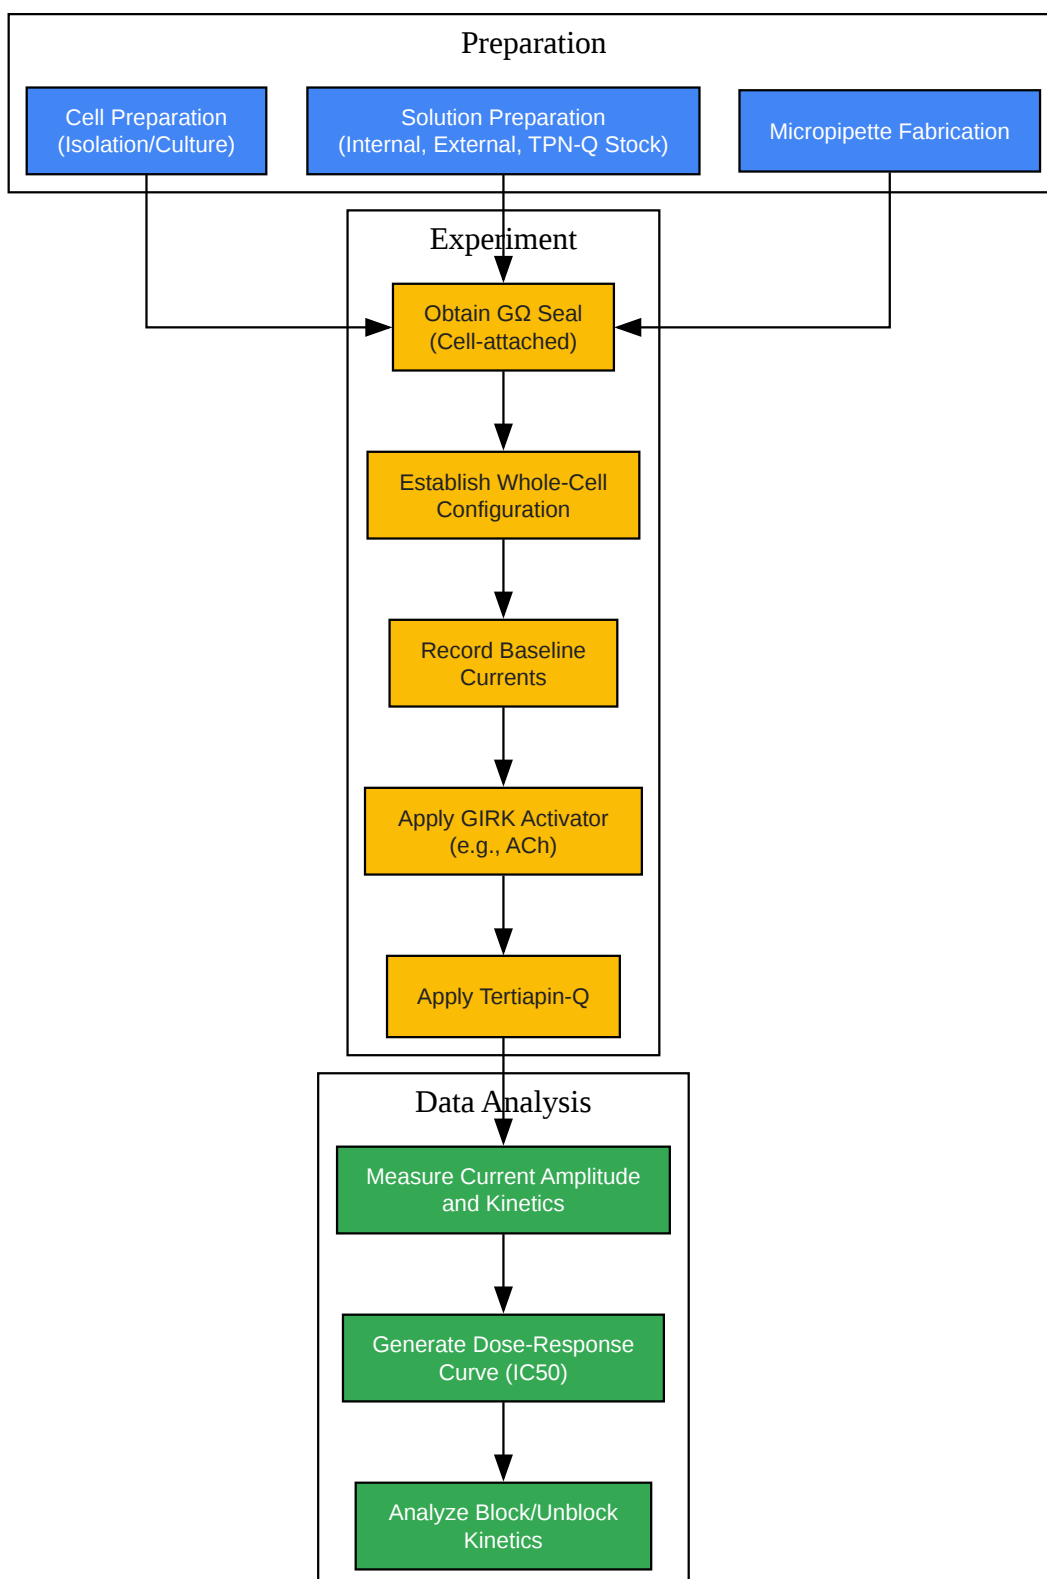 Preparation
Cell Preparation
(Isolation/Culture)
Solution Preparation
(Internal, External, TPN-Q Stock)
Micropipette Fabrication
Experiment
Obtain GΩ Seal
(Cell-attached)
Establish Whole-Cell
Configuration
Record Baseline
Currents
Apply GIRK Activator
(e.g., ACh)
Apply Tertiapin-Q
Data Analysis
Measure Current Amplitude
and Kinetics
Generate Dose-Response
Curve (IC50)
Analyze Block/Unblock
Kinetics